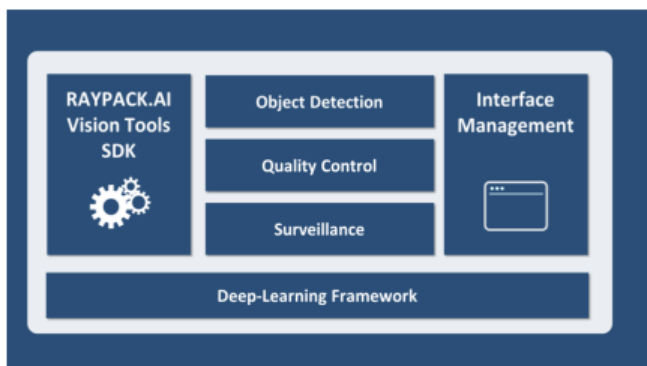 RAYPACK.AI
Vision Tools
SDK
Object Detection
Quality Control
Surveillance
Interface
Management
Deep-Learning Framework